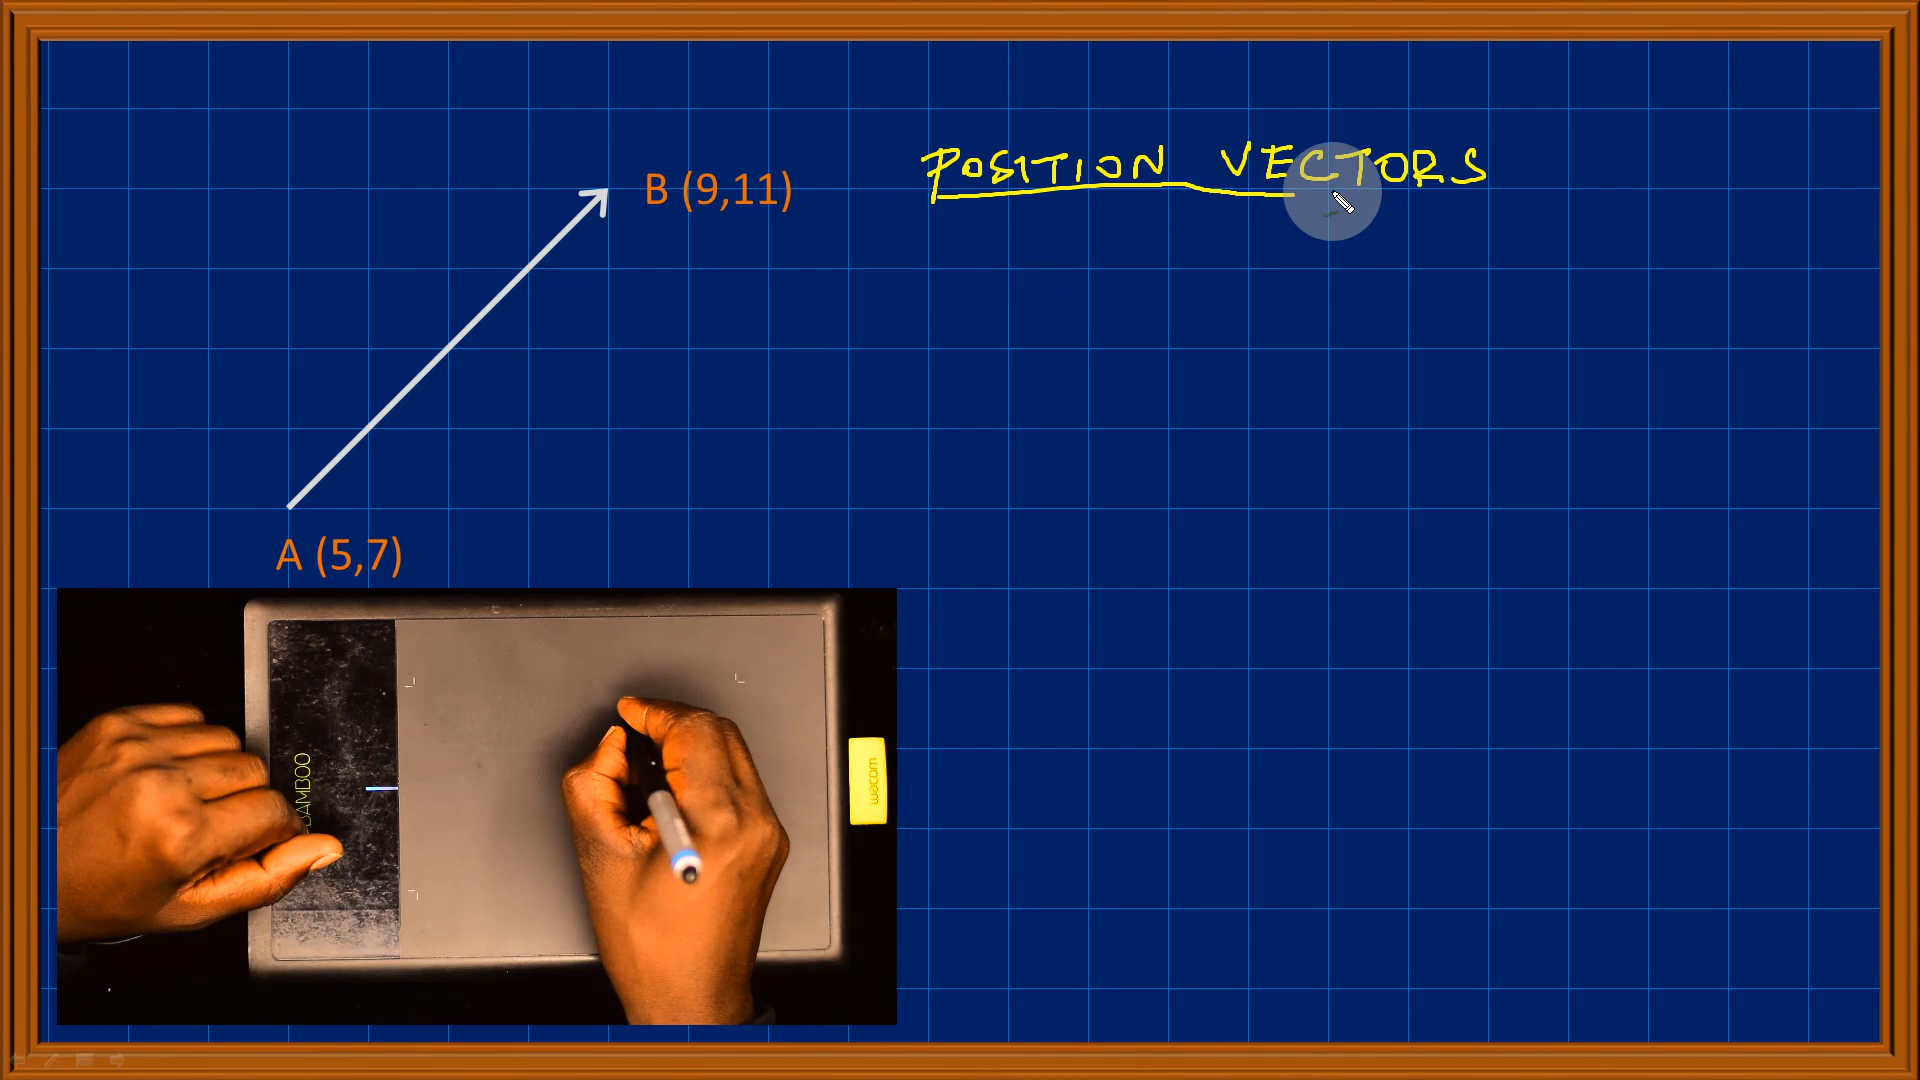 POSITION VECTORS
B (9,11)
A (5,7)
BAMBOO
wacom